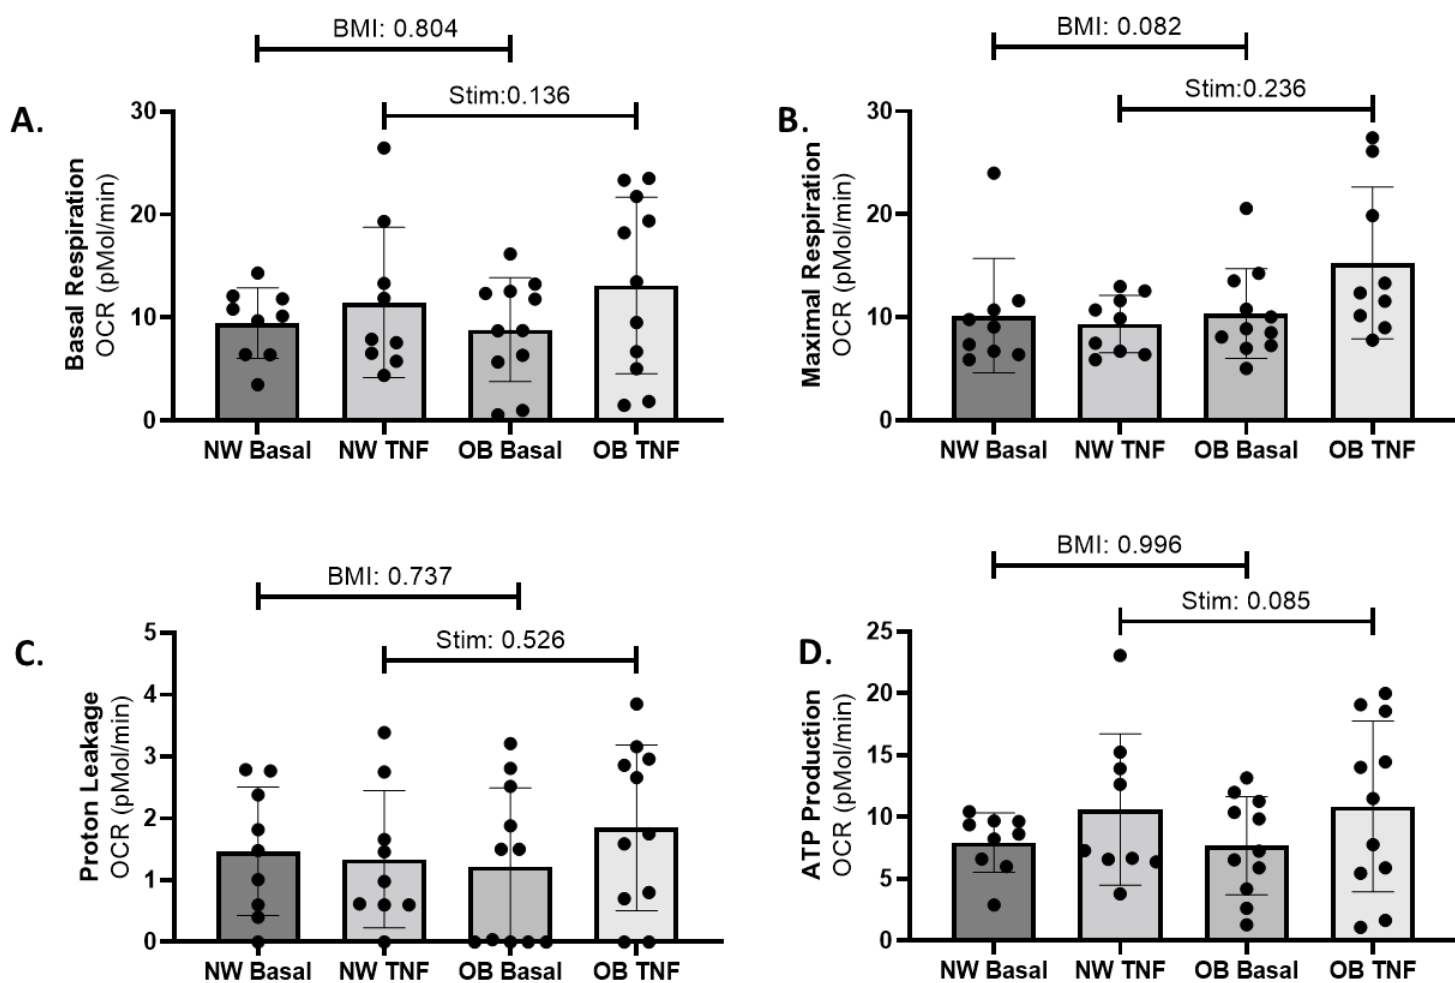 BMI: 0.804
Stim:0.136
A.
Basal Respiration
OCR (pMol/min)
30
20
10
0
NW Basal NW TNF OB Basal OB TNF
BMI: 0.082
Stim:0.236
B.
Maximal Respiration
OCR (pMol/min)
30
20
10
0
NW Basal NW TNF OB Basal OB TNF
BMI: 0.737
Stim: 0.526
C.
Proton Leakage
OCR (pMol/min)
5
4
3
2
1
0
NW Basal NW TNF OB Basal OB TNF
BMI: 0.996
Stim: 0.085
D.
ATP Production
OCR (pMol/min)
25
20
15
10
5
0
NW Basal NW TNF OB Basal OB TNF